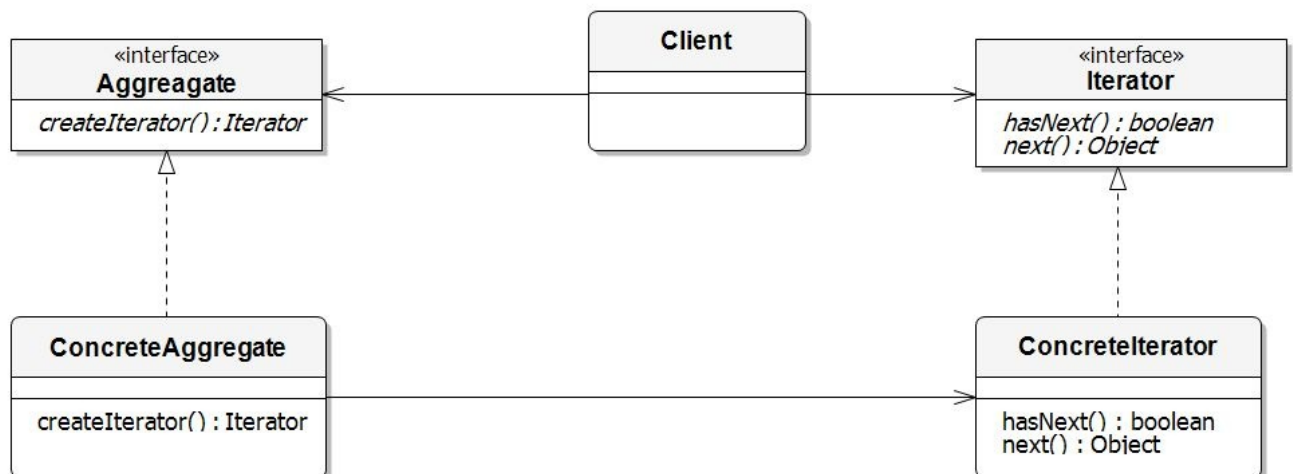 «interface»
Aggreagate
createIterator() : Iterator
Client
«interface»
Iterator
hasNext() : boolean
next() : Object
ConcreteAggregate
createIterator() : Iterator
ConcreteIterator
hasNext() : boolean
next() : Object